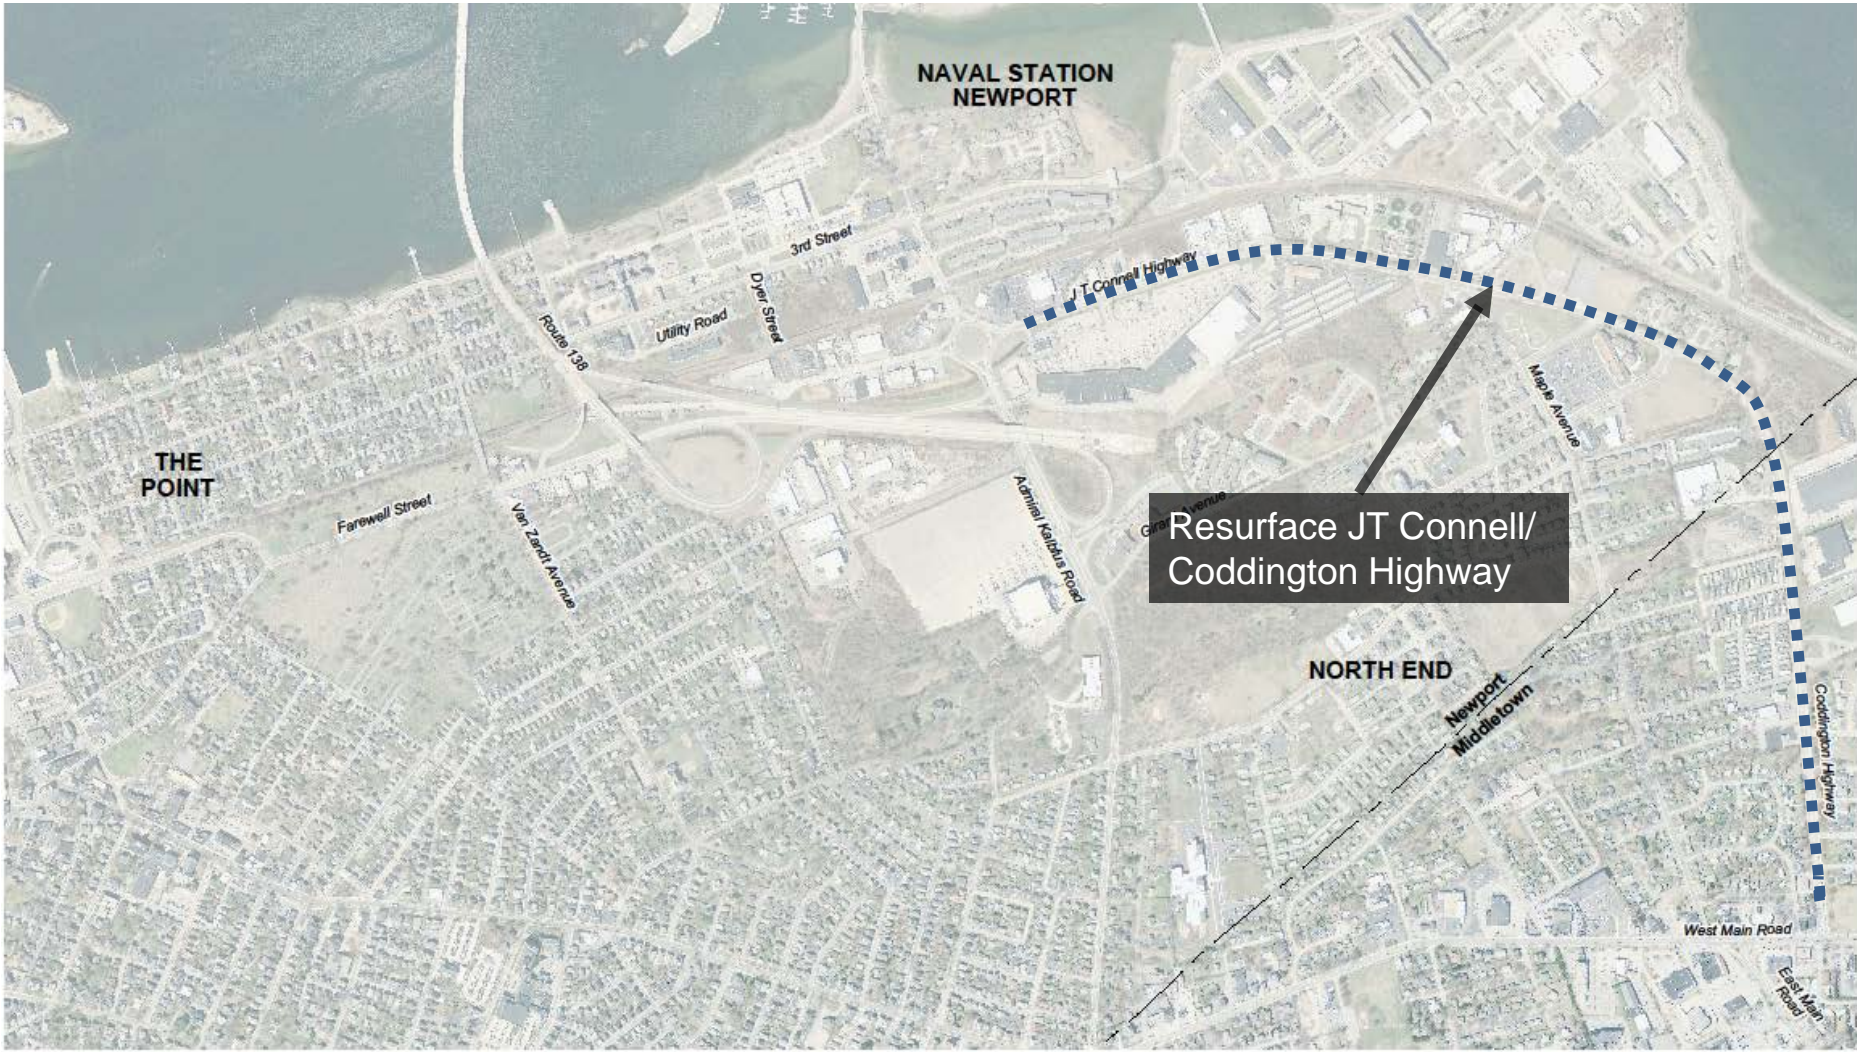 NAVAL STATION
NEWPORT
3rd Street
J T Connell Highway
Dyer Street
Utility Road
Route 138
Maple Avenue
THE
POINT
Farewell Street
Van Zandt Avenue
Admiral Kalbfus Road
Girard Avenue
Resurface JT Connell/
Coddington Highway
NORTH END
Newport
Middletown
Coddington Highway
West Main Road
East Main
Road